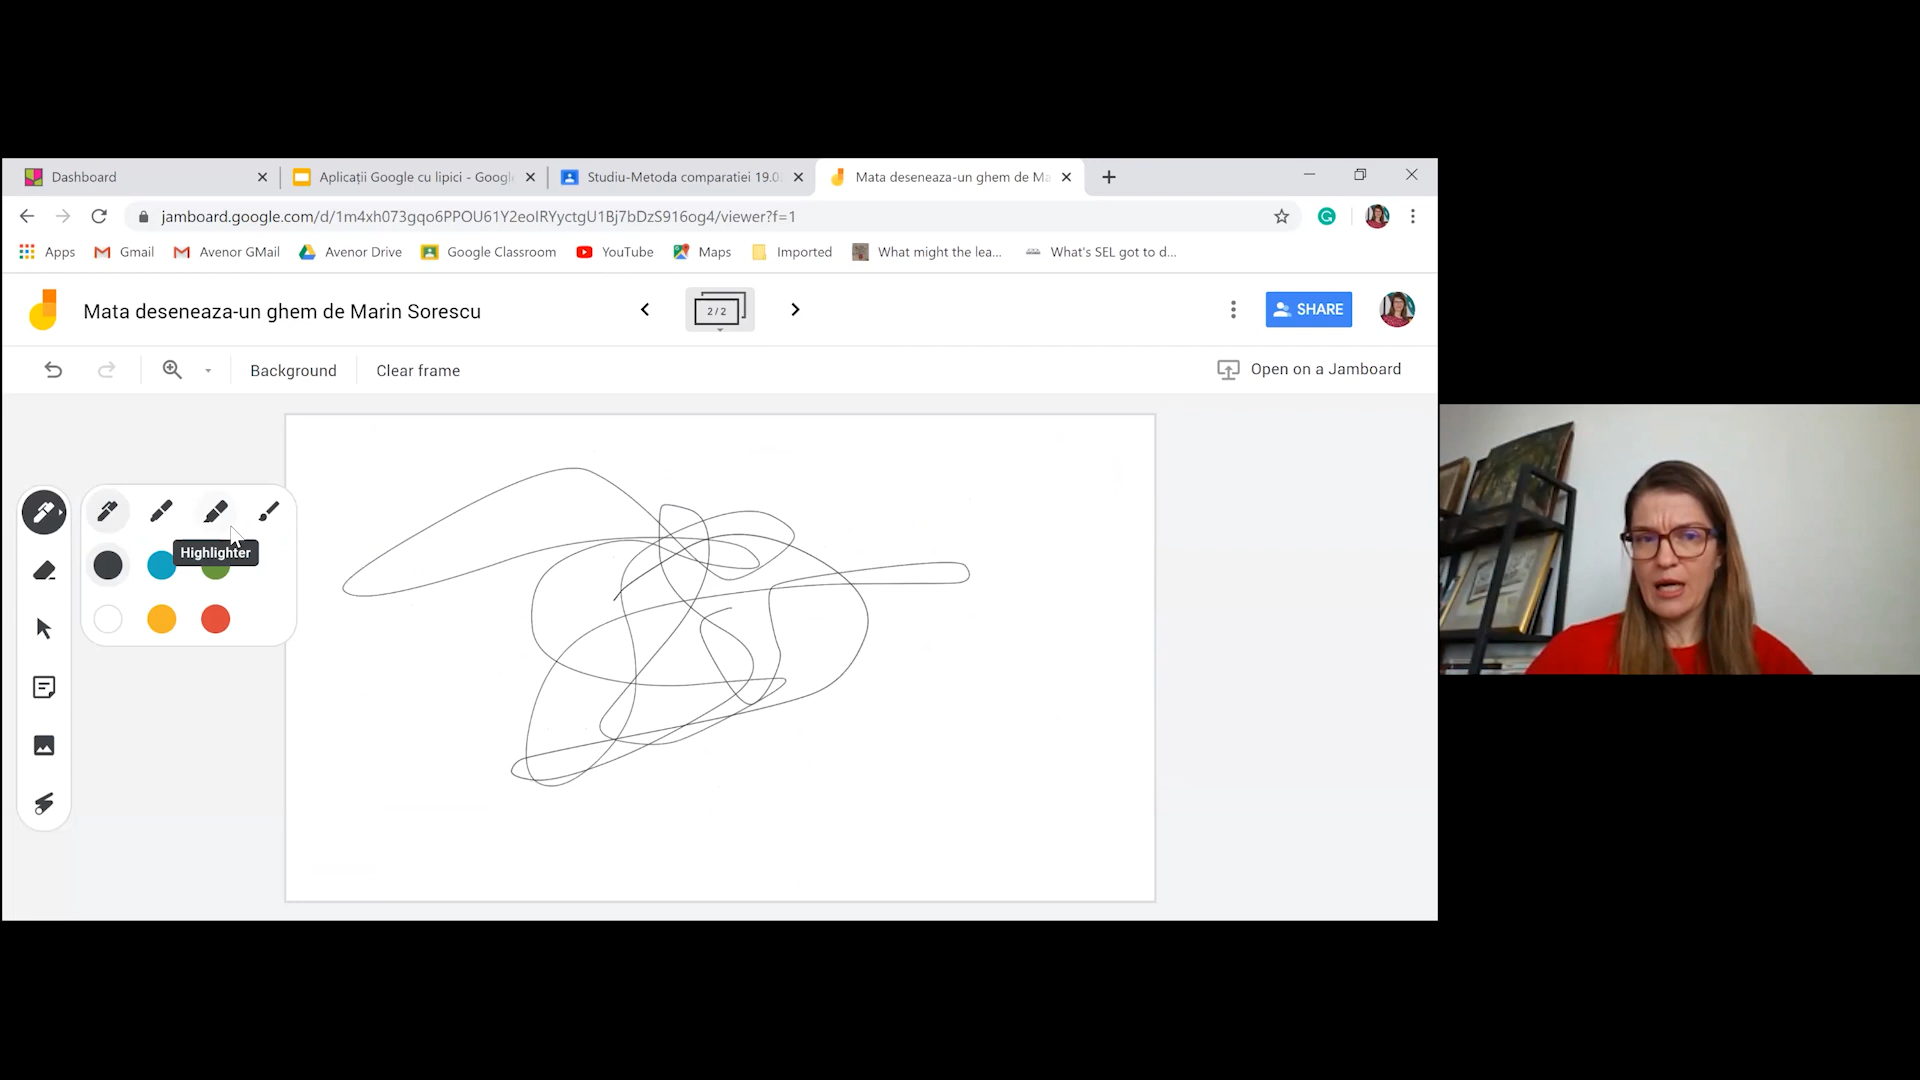 Dashboard
Aplicații Google cu lipici - Googl
Studiu-Metoda comparatiei 19.0
Mata deseneaza-un ghem de Ma
jamboard.google.com/d/1m4xh073gqo6PPOU61Y2eoIRYyctgU1Bj7bDzS916og4/viewer?f=1
Apps
Gmail
Avenor GMail
Avenor Drive
Google Classroom
YouTube
Maps
Imported
What might the lea...
What's SEL got to d...
Mata deseneaza-un ghem de Marin Sorescu
2/2
SHARE
Background
Clear frame
Open on a Jamboard
Highlighter